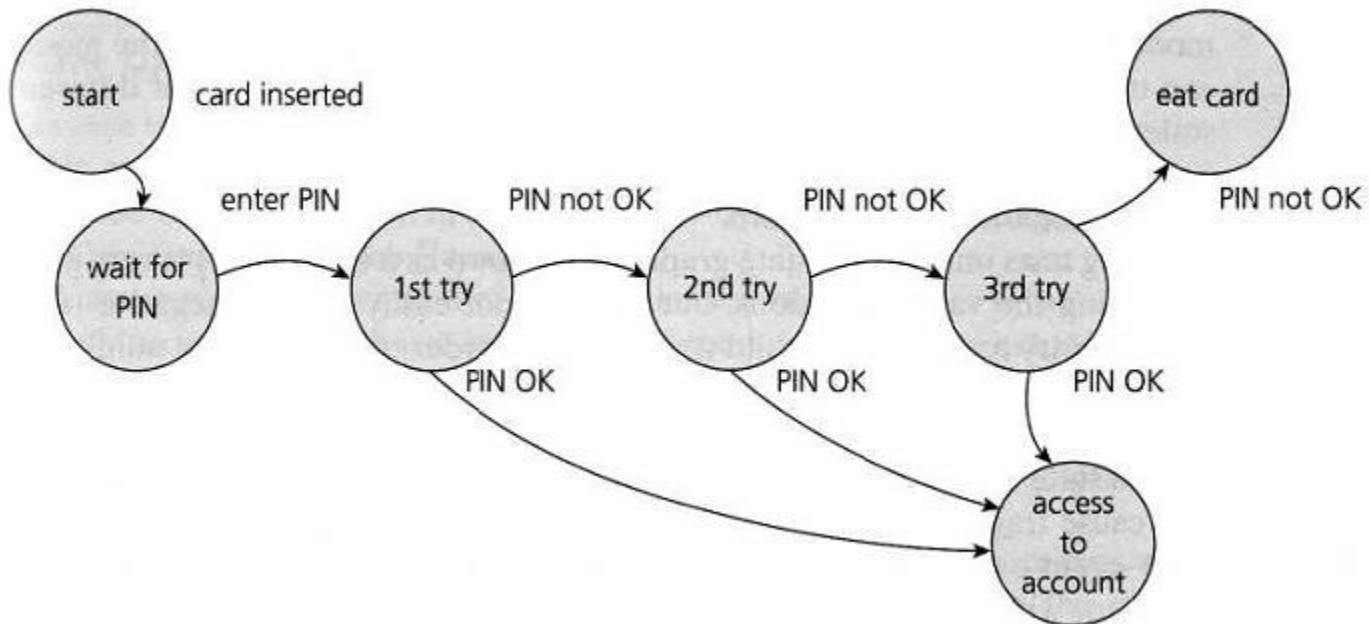 start
card inserted
eat card
enter PIN
PIN not OK
PIN not OK
PIN not OK
wait for
PIN
1st try
2nd try
3rd try
PIN OK
PIN OK
PIN OK
access
to
account